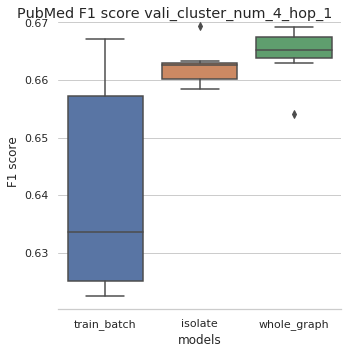 PubMed F1 score vali_cluster_num_4_hop_1
0.67
0.66
0.65
0.64
0.63
F1 score
train_batch isolate whole_graph
models